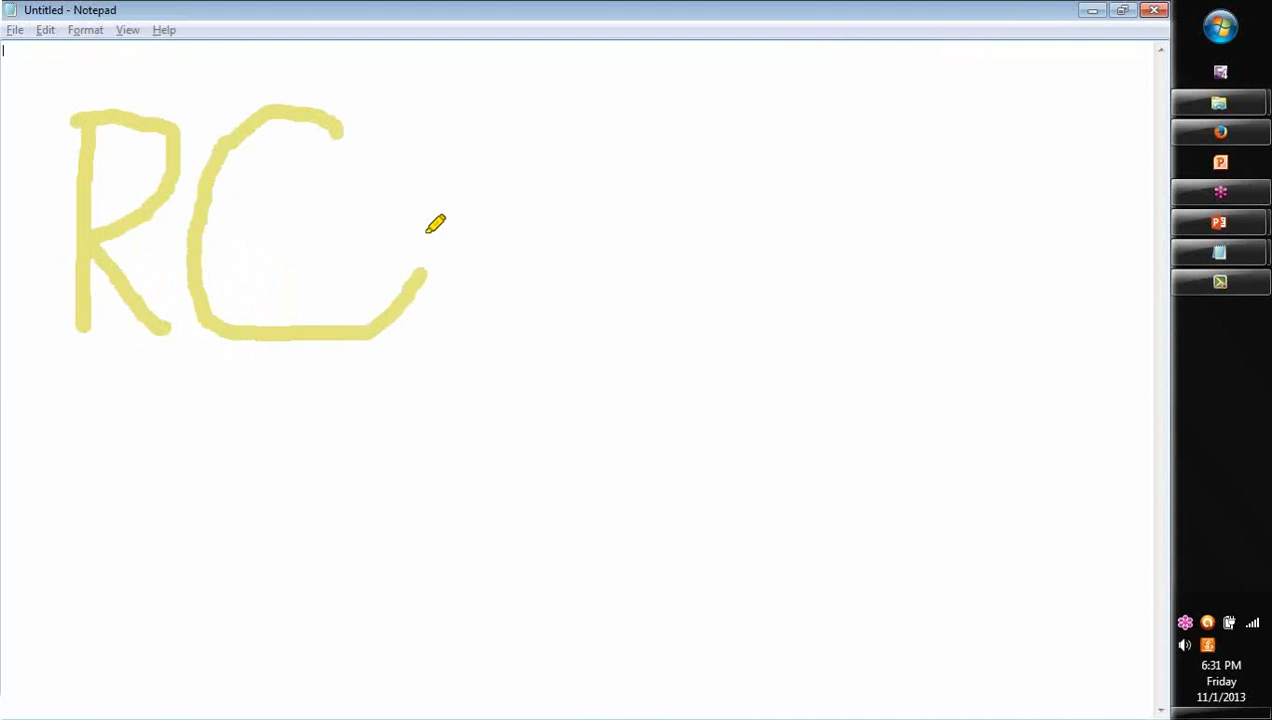 Untitled - Notepad
File Edit Format View Help
RC
6:31 PM
Friday
11/1/2013